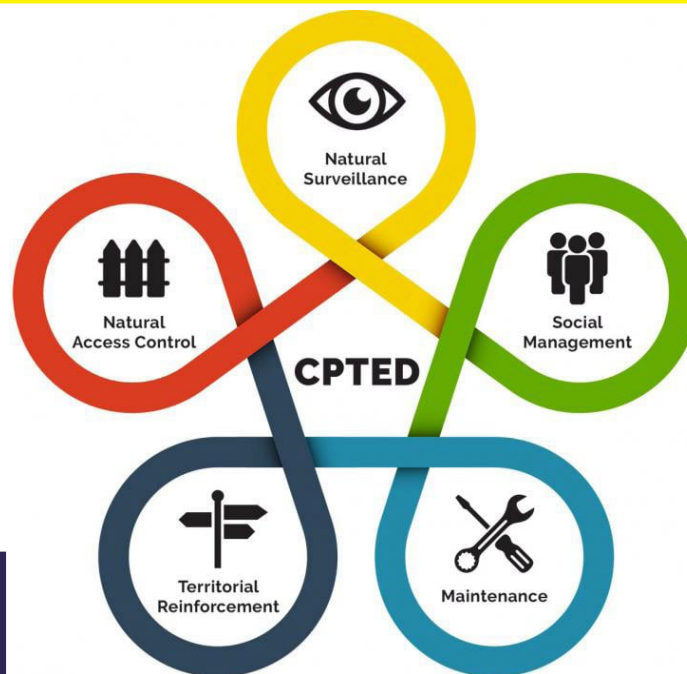 Natural
Surveillance
Natural
Access Control
Social
Management
CPTED
Territorial
Reinforcement
Maintenance